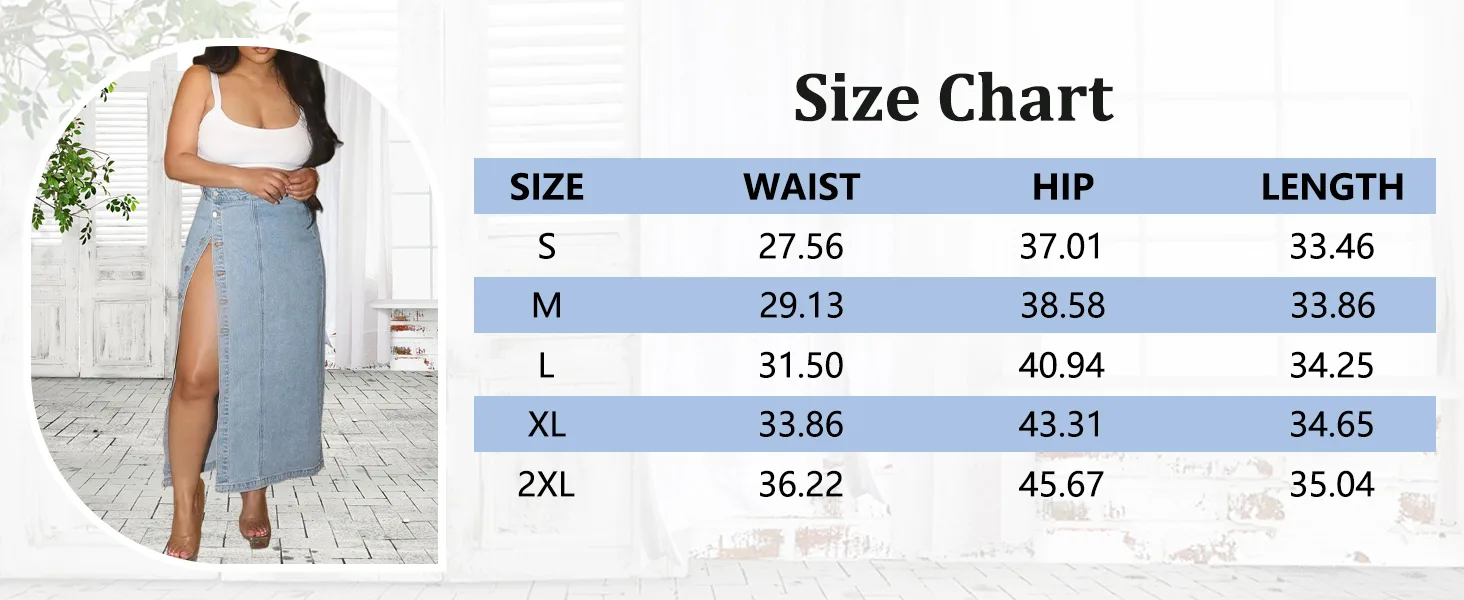 Size Chart
SIZE WAIST HIP LENGTH
S 27.56 37.01 33.46
M 29.13 38.58 33.86
L 31.50 40.94 34.25
XL 33.86 43.31 34.65
2XL 36.22 45.67 35.04